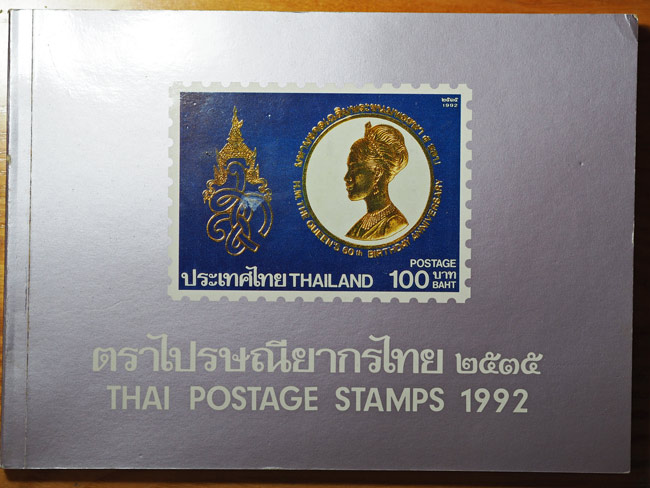 ๒๕๓๕
1992
H.M. THE QUEEN'S 60th BIRTHDAY ANNIVERSARY
POSTAGE
ประเทศไทย THAILAND 100 บาท
BAHT
ตราไปรษณียากรไทย ๒๕๓๕
THAI POSTAGE STAMPS 1992